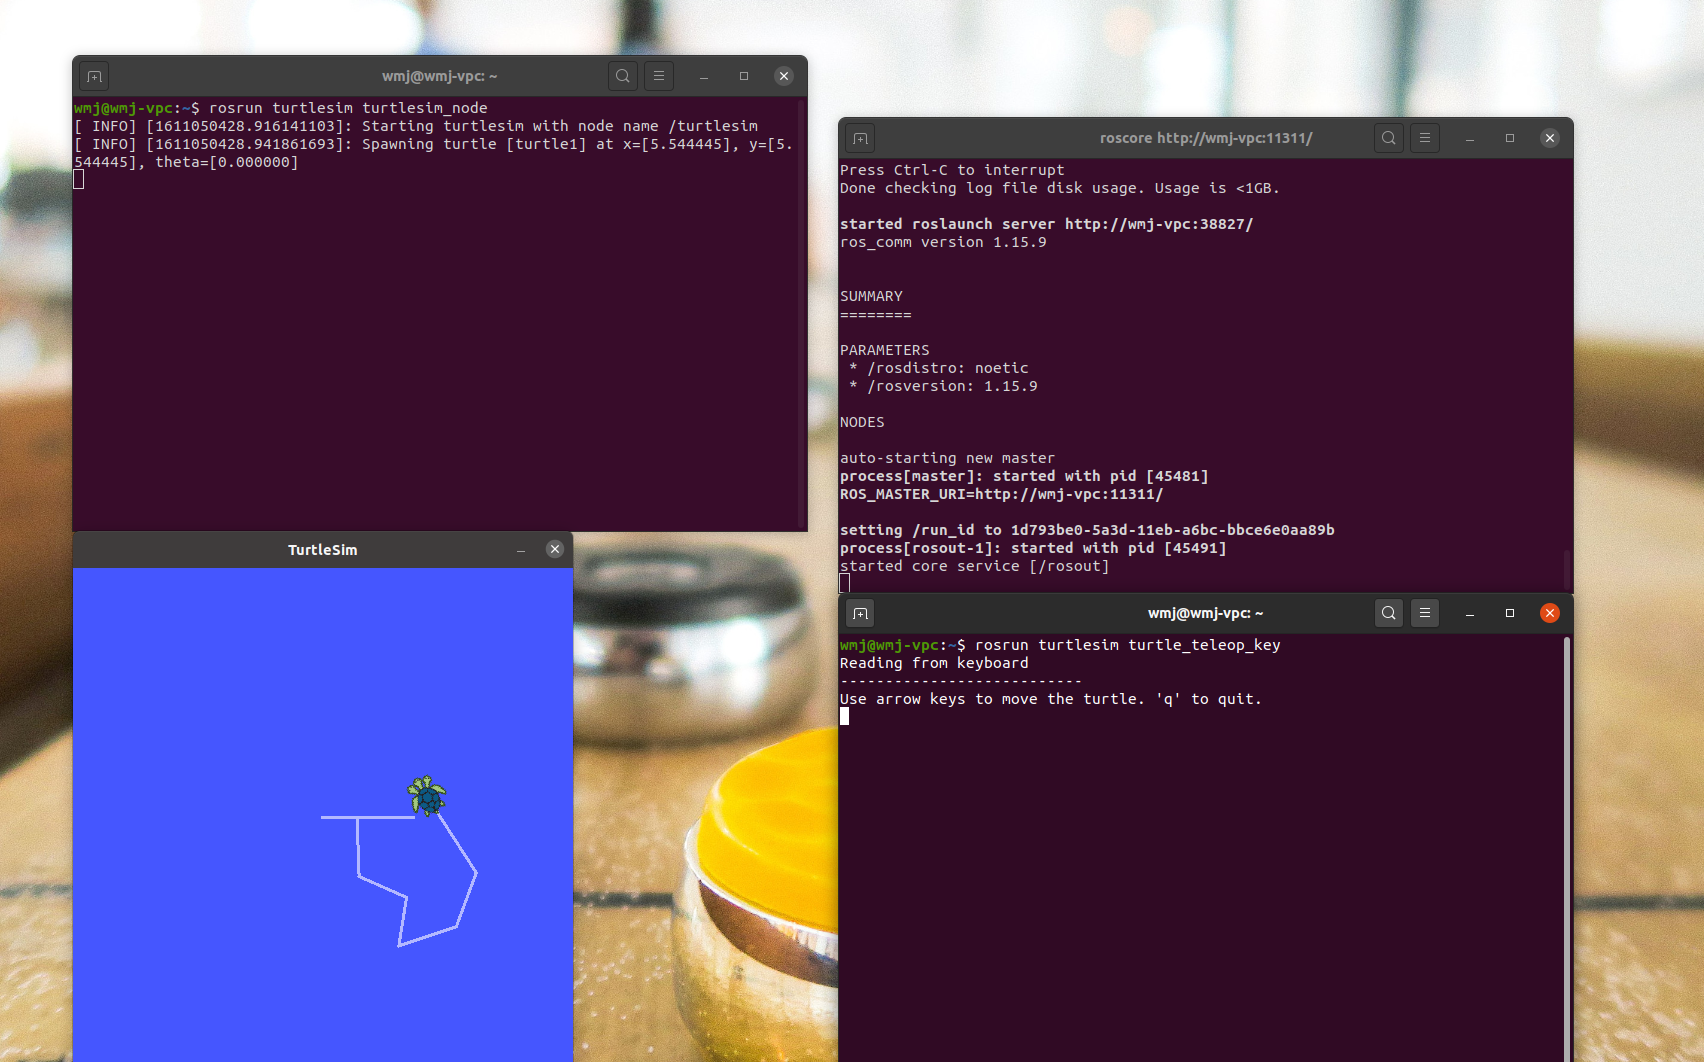 wmj@wmj-vpc: ~
wmj@wmj-vpc:~$ rosrun turtlesim turtlesim_node
[ INFO] [1611050428.916141103]: Starting turtlesim with node name /turtlesim
[ INFO] [1611050428.941861693]: Spawning turtle [turtle1] at x=[5.544445], y=[5.
544445], theta=[0.000000]
roscore http://wmj-vpc:11311/
Press Ctrl-C to interrupt
Done checking log file disk usage. Usage is <1GB.
started roslaunch server http://wmj-vpc:38827/
ros_comm version 1.15.9
SUMMARY
========
PARAMETERS
* /rosdistro: noetic
* /rosversion: 1.15.9
NODES
auto-starting new master
process[master]: started with pid [45481]
ROS_MASTER_URI=http://wmj-vpc:11311/
setting /run_id to 1d793be0-5a3d-11eb-a6bc-bbce6e0aa89b
process[rosout-1]: started with pid [45491]
started core service [/rosout]
TurtleSim
wmj@wmj-vpc: ~
wmj@wmj-vpc:~$ rosrun turtlesim turtle_teleop_key
Reading from keyboard
---------------------------
Use arrow keys to move the turtle. 'q' to quit.